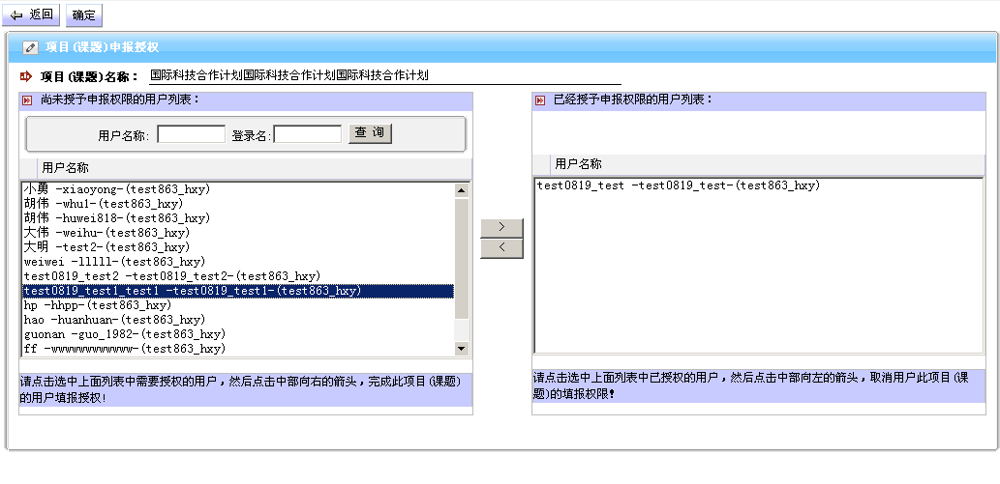 返回 确定
项目(课题)申报授权
项目(课题)名称： 国际科技合作计划国际科技合作计划国际科技合作计划
尚未授予申报权限的用户列表：
用户名称: 登录名: 查 询
用户名称
小勇 -xiaoyong-(test863_hxy)
胡伟 -whu1-(test863_hxy)
胡伟 -huwei818-(test863_hxy)
大伟 -weihu-(test863_hxy)
大明 -test2-(test863_hxy)
weiwei -lllll-(test863_hxy)
test0819_test2 -test0819_test2-(test863_hxy)
test0819_test1_test1 -test0819_test1-(test863_hxy)
hp -hhpp-(test863_hxy)
hao -huanhuan-(test863_hxy)
guonan -guo_1982-(test863_hxy)
ff -wwwwwwwwwwww-(test863_hxy)
请点击选中上面列表中需要授权的用户，然后点击中部向右的箭头，完成此项目(课题)
的用户填报授权!
>
<
已经授予申报权限的用户列表：
用户名称
test0819_test -test0819_test-(test863_hxy)
请点击选中上面列表中已授权的用户，然后点击中部向左的箭头，取消用户此项目(课
题)的填报权限!